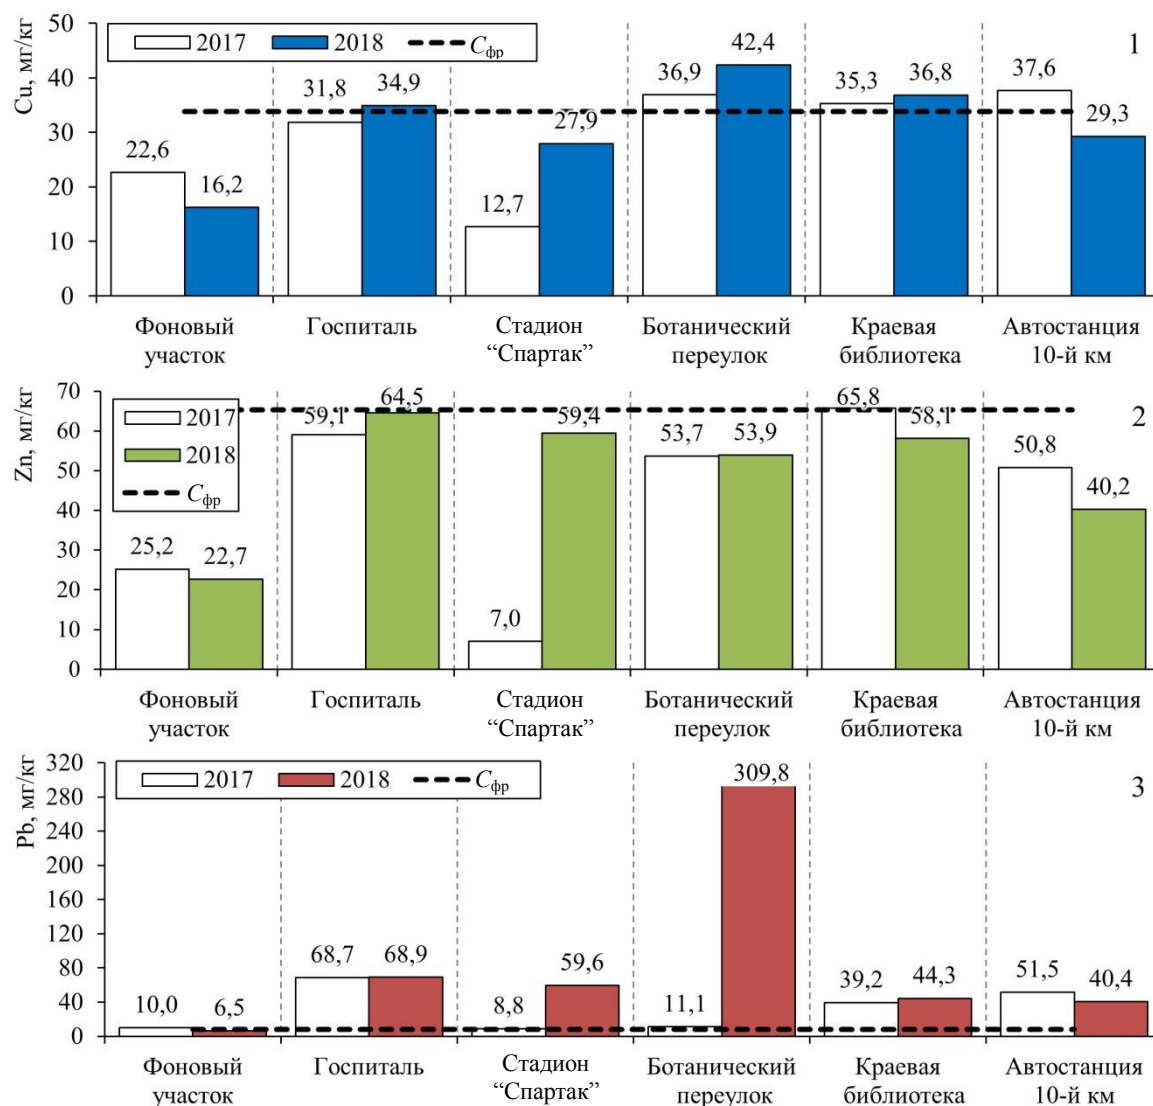 Cu, мг/кг
50
40
30
20
10
0
2017 2018 Cфр
1
22,6 16,2 31,8 34,9 12,7 27,9 36,9 42,4 35,3 36,8 37,6 29,3
Фоновый Госпиталь Стадион Ботанический Краевая Автостанция
участок “Спартак” переулок библиотека 10-й км
Zn, мг/кг
70
60
50
40
30
20
10
0
2017
2018
Cфр
2
25,2 22,7 59,1 64,5 7,0 59,4 53,7 53,9 65,8 58,1 50,8 40,2
Фоновый Госпиталь Стадион Ботанический Краевая Автостанция
участок “Спартак” переулок библиотека 10-й км
Pb, мг/кг
320
280
240
200
160
120
80
40
0
2017 2018 Cфр
3
10,0 6,5 68,7 68,9 8,8 59,6 11,1 309,8 39,2 44,3 51,5 40,4
Фоновый Госпиталь Стадион Ботанический Краевая Автостанция
участок “Спартак” переулок библиотека 10-й км